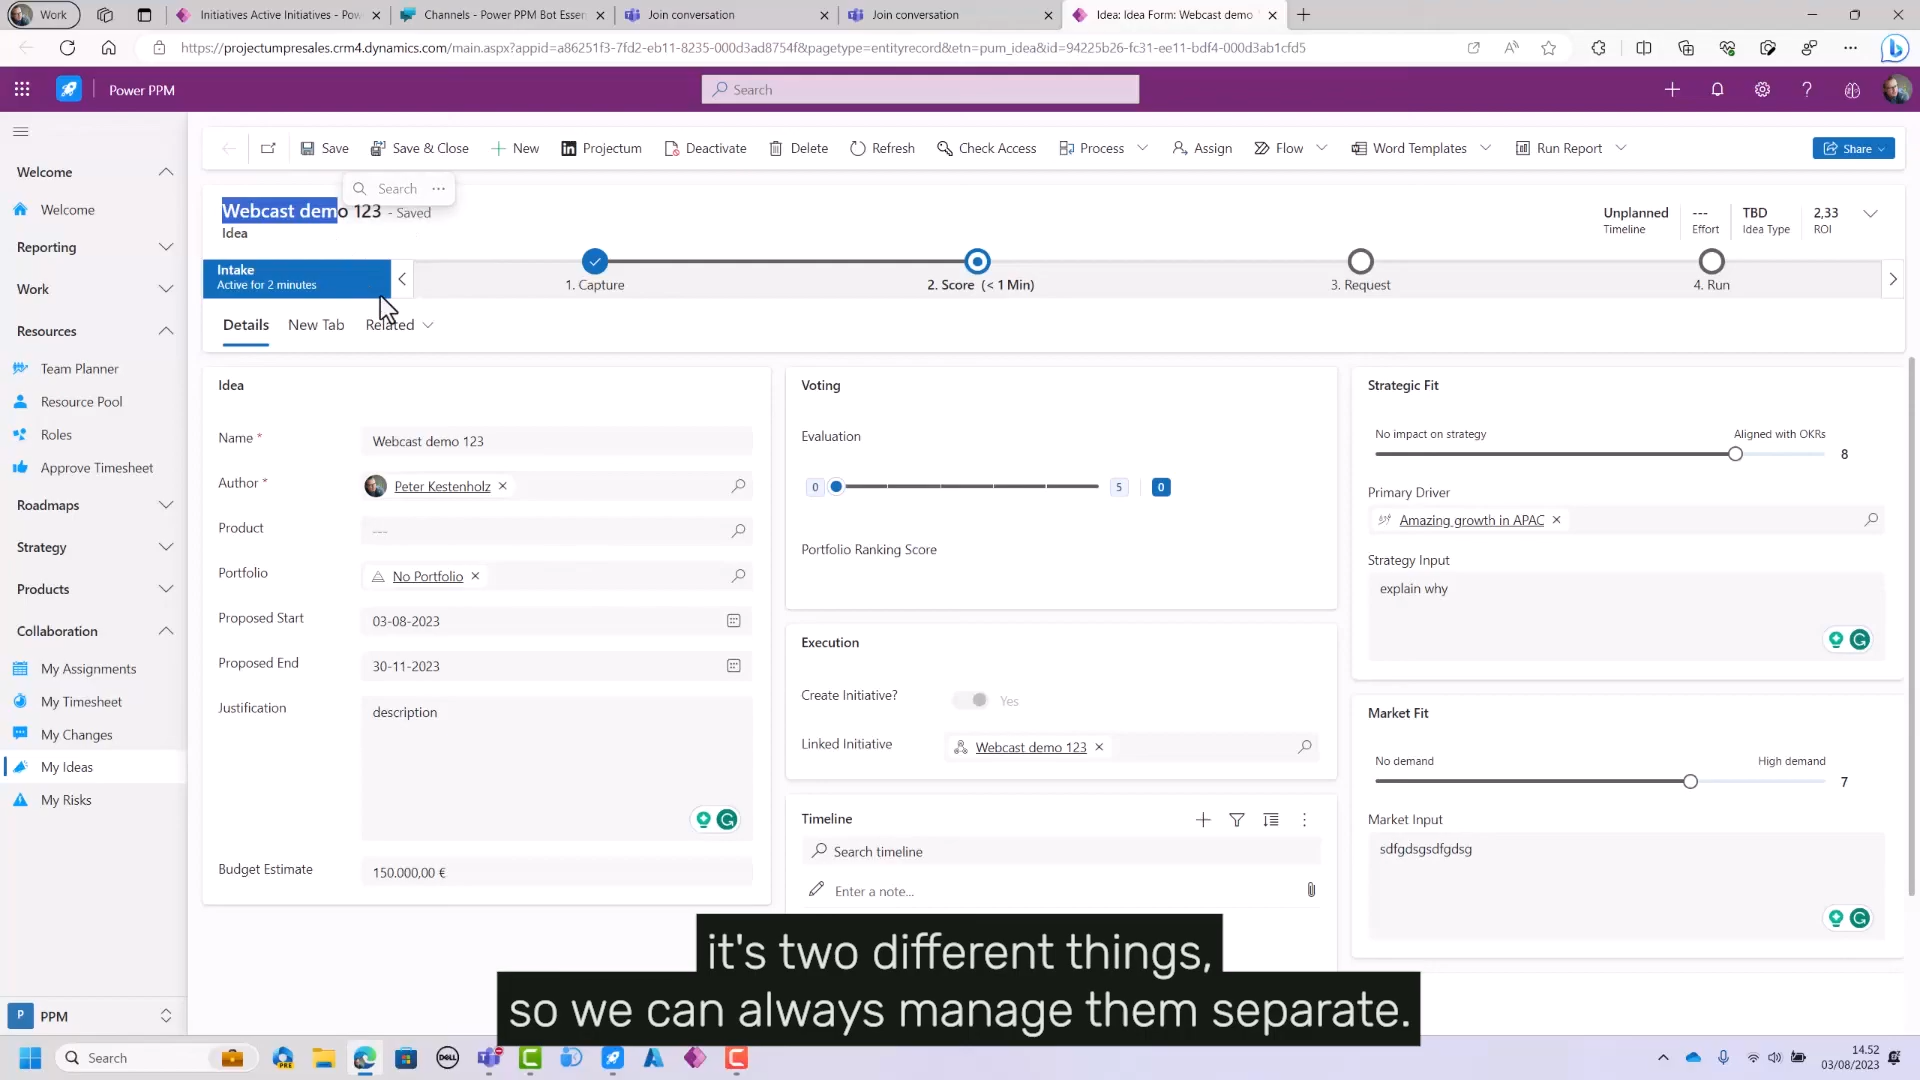 Work
Initiatives Active Initiatives - Pow
Channels - Power PPM Bot Essen
Join conversation
Join conversation
Idea: Idea Form: Webcast demo
https://projectumpresales.crm4.dynamics.com/main.aspx?appid=a86251f3-7fd2-eb11-8235-000d3ad8754f&pagetype=entityrecord&etn=pum_idea&id=94225b26-fc31-ee11-bdf4-000d3ab1cfd5
Power PPM
Search
Save
Save & Close
New
Projectum
Deactivate
Delete
Refresh
Check Access
Process
Assign
Flow
Word Templates
Run Report
Share
Search
Webcast demo 123 - Saved
Idea
Unplanned
Timeline
---
Effort
TBD
Idea Type
2,33
ROI
Intake
Active for 2 minutes
1. Capture
2. Score (< 1 Min)
3. Request
4. Run
Details
New Tab
Related
Welcome
Welcome
Reporting
Work
Resources
Team Planner
Resource Pool
Roles
Approve Timesheet
Roadmaps
Strategy
Products
Collaboration
My Assignments
My Timesheet
My Changes
My Ideas
My Risks
P PPM
Idea
Name *
Webcast demo 123
Author *
Peter Kestenholz
Product
---
Portfolio
No Portfolio
Proposed Start
03-08-2023
Proposed End
30-11-2023
Justification
description
Budget Estimate
150.000,00 €
Voting
Evaluation
0 5 0
Portfolio Ranking Score
Execution
Create Initiative?
Yes
Linked Initiative
Webcast demo 123
Timeline
Search timeline
Enter a note...
Strategic Fit
No impact on strategy
Aligned with OKRs
8
Primary Driver
Amazing growth in APAC
Strategy Input
explain why
Market Fit
No demand
High demand
7
Market Input
sdfgdsgsdfgdsg
it's two different things,
so we can always manage them separate.
Search
PRE
DELL
14.52
03/08/2023